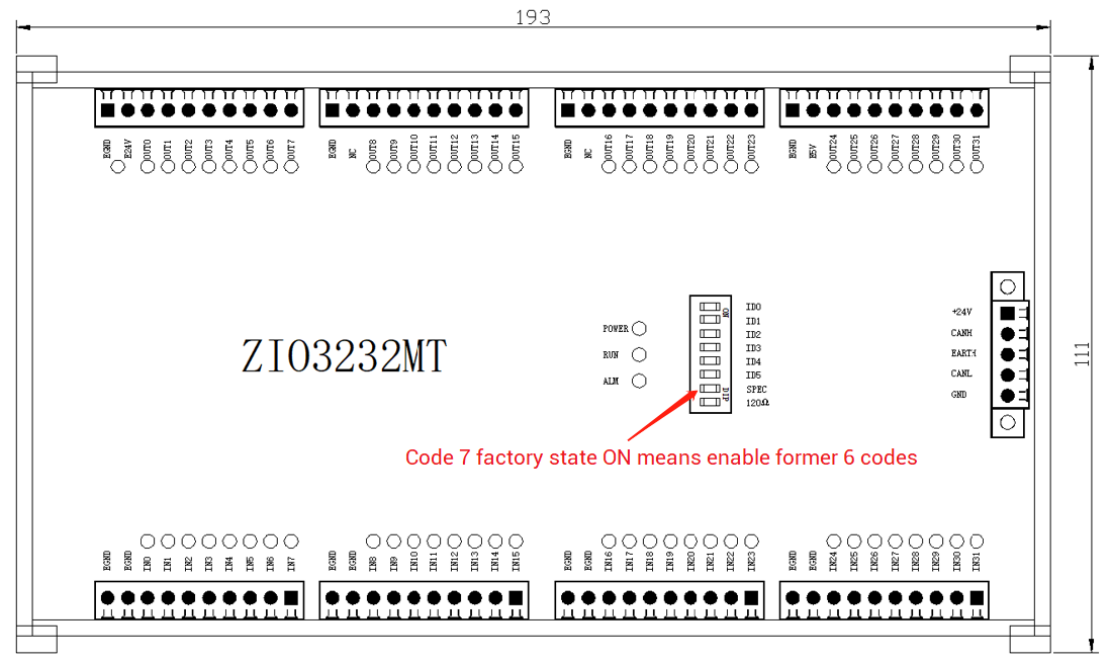 193
EGND E24V OUT0 OUT1 OUT2 OUT3 OUT4 OUT5 OUT6 OUT7
EGND NC OUT8 OUT9 OUT10 OUT11 OUT12 OUT13 OUT14 OUT15
EGND NC OUT16 OUT17 OUT18 OUT19 OUT20 OUT21 OUT22 OUT23
EGND E5V OUT24 OUT25 OUT26 OUT27 OUT28 OUT29 OUT30 OUT31
ZIO3232MT
POWER
RUN
ALM
ON
DIP
ID0
ID1
ID2
ID3
ID4
ID5
SPEC
120Ω
+24V
CANH
EARTH
CANL
GND
111
Code 7 factory state ON means enable former 6 codes
EGND EGND IN0 IN1 IN2 IN3 IN4 IN5 IN6 IN7
EGND EGND IN8 IN9 IN10 IN11 IN12 IN13 IN14 IN15
EGND EGND IN16 IN17 IN18 IN19 IN20 IN21 IN22 IN23
EGND EGND IN24 IN25 IN26 IN27 IN28 IN29 IN30 IN31